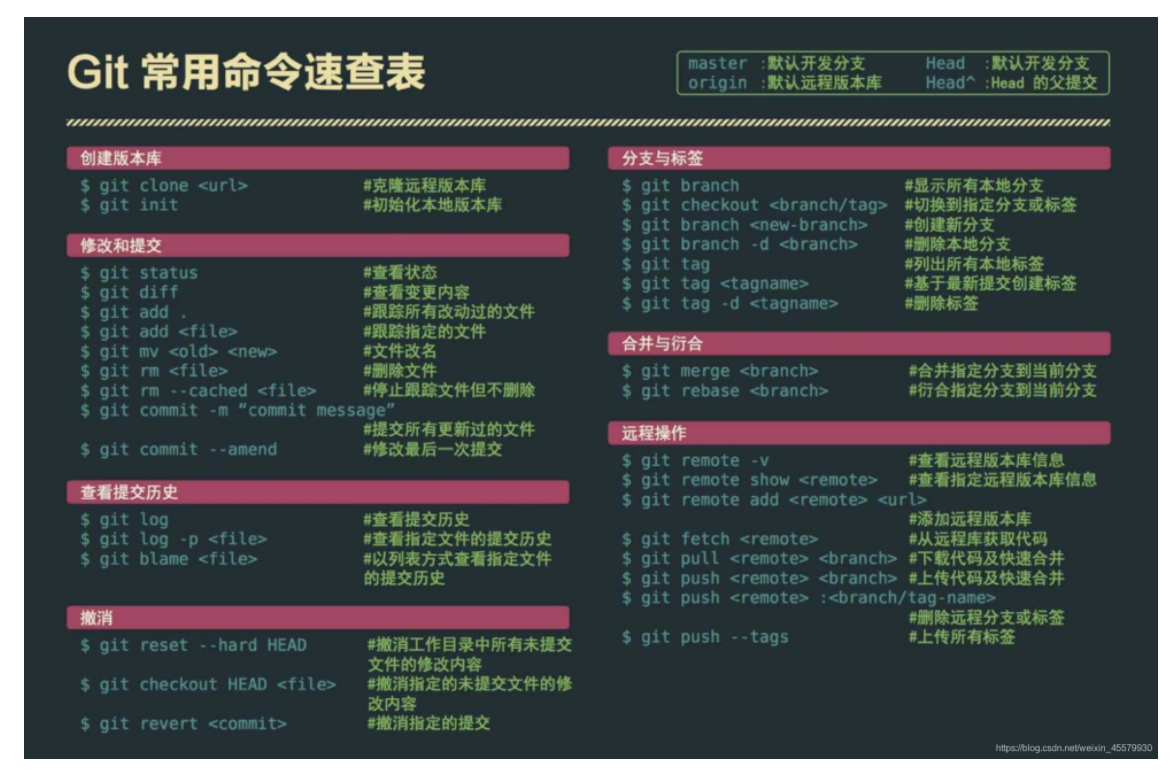 Git 常用命令速查表
master :默认开发分支 Head :默认开发分支
origin :默认远程版本库 Head^ :Head 的父提交
创建版本库
$ git clone <url> #克隆远程版本库
$ git init #初始化本地版本库
修改和提交
$ git status #查看状态
$ git diff #查看变更内容
$ git add . #跟踪所有改动过的文件
$ git add <file> #跟踪指定的文件
$ git mv <old> <new> #文件改名
$ git rm <file> #删除文件
$ git rm --cached <file> #停止跟踪文件但不删除
$ git commit -m “commit message”
#提交所有更新过的文件
$ git commit --amend #修改最后一次提交
查看提交历史
$ git log #查看提交历史
$ git log -p <file> #查看指定文件的提交历史
$ git blame <file> #以列表方式查看指定文件
的提交历史
撤消
$ git reset --hard HEAD #撤消工作目录中所有未提交
文件的修改内容
$ git checkout HEAD <file> #撤消指定的未提交文件的修
改内容
$ git revert <commit> #撤消指定的提交
分支与标签
$ git branch #显示所有本地分支
$ git checkout <branch/tag> #切换到指定分支或标签
$ git branch <new-branch> #创建新分支
$ git branch -d <branch> #删除本地分支
$ git tag #列出所有本地标签
$ git tag <tagname> #基于最新提交创建标签
$ git tag -d <tagname> #删除标签
合并与衍合
$ git merge <branch> #合并指定分支到当前分支
$ git rebase <branch> #衍合指定分支到当前分支
远程操作
$ git remote -v #查看远程版本库信息
$ git remote show <remote> #查看指定远程版本库信息
$ git remote add <remote> <url>
#添加远程版本库
$ git fetch <remote> #从远程库获取代码
$ git pull <remote> <branch> #下载代码及快速合并
$ git push <remote> <branch> #上传代码及快速合并
$ git push <remote> :<branch/tag-name>
#删除远程分支或标签
$ git push --tags #上传所有标签
https://blog.csdn.net/weixin_45579930